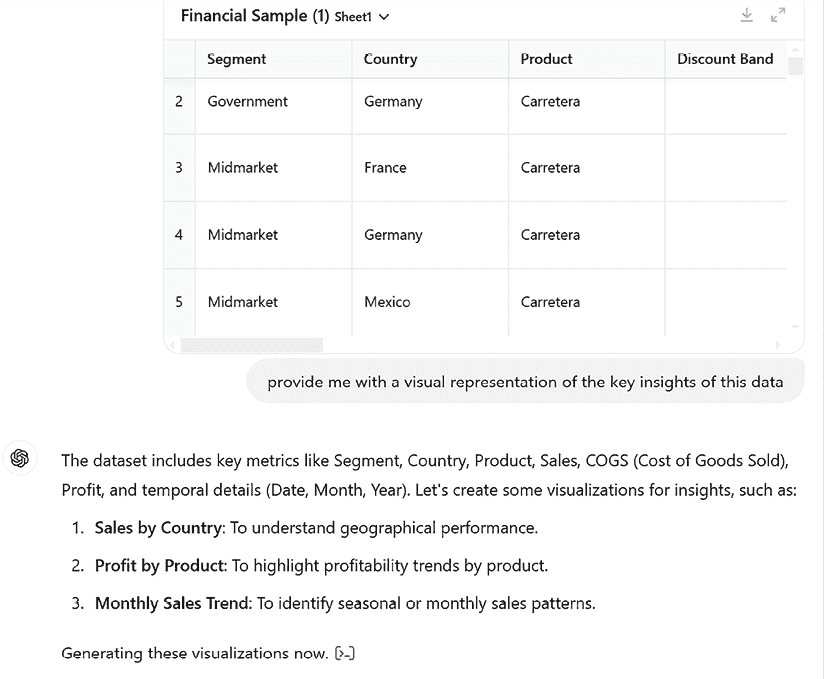 Financial Sample (1) Sheet1
Segment Country Product Discount Band
2 Government Germany Carretera
3 Midmarket France Carretera
4 Midmarket Germany Carretera
5 Midmarket Mexico Carretera
provide me with a visual representation of the key insights of this data
The dataset includes key metrics like Segment, Country, Product, Sales, COGS (Cost of Goods Sold),
Profit, and temporal details (Date, Month, Year). Let's create some visualizations for insights, such as:
1. Sales by Country: To understand geographical performance.
2. Profit by Product: To highlight profitability trends by product.
3. Monthly Sales Trend: To identify seasonal or monthly sales patterns.
Generating these visualizations now. [>-]